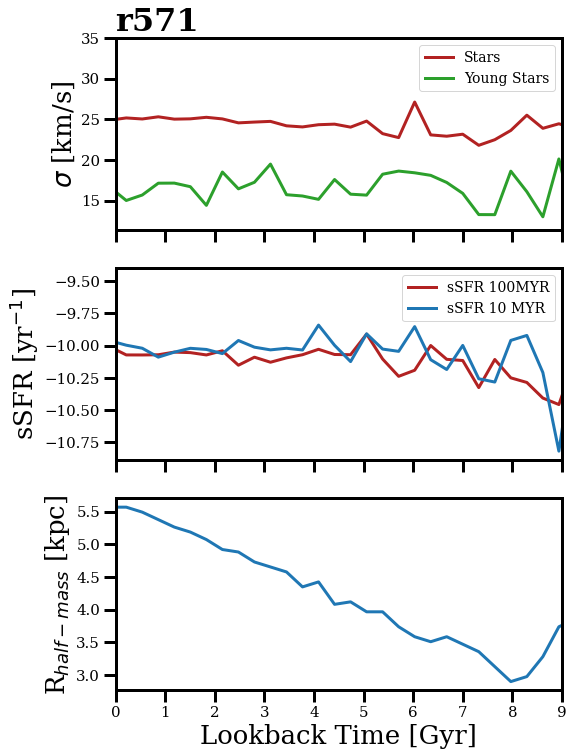 r571
σ [km/s]
35
30
25
20
15
Stars
Young Stars
sSFR [yr⁻¹]
−9.50
−9.75
−10.00
−10.25
−10.50
−10.75
sSFR 100MYR
sSFR 10 MYR
R_half−mass [kpc]
5.5
5.0
4.5
4.0
3.5
3.0
0 1 2 3 4 5 6 7 8 9
Lookback Time [Gyr]